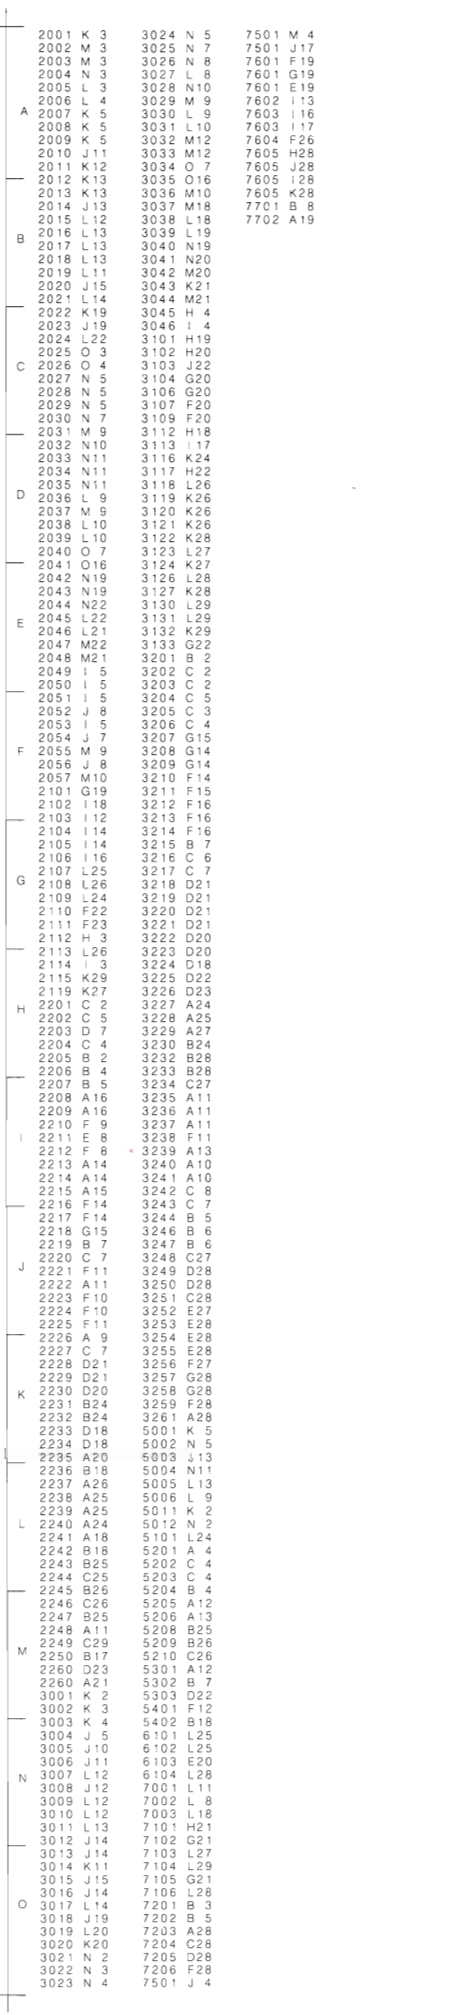 A
B
C
D
E
F
G
H
I
J
K
L
M
N
O
2001 K 3
2002 M 3
2003 M 3
2004 N 3
2005 L 3
2006 L 4
2007 K 5
2008 K 5
2009 K 5
2010 J11
2011 K12
2012 K13
2013 K13
2014 J13
2015 L12
2016 L13
2017 L13
2018 L13
2019 L11
2020 J15
2021 L14
2022 K19
2023 J19
2024 L22
2025 O 3
2026 O 4
2027 N 5
2028 N 5
2029 N 5
2030 N 7
2031 M 9
2032 N10
2033 N11
2034 N11
2035 N11
2036 L 9
2037 M 9
2038 L10
2039 L10
2040 O 7
2041 O16
2042 N19
2043 N19
2044 N22
2045 L22
2046 L21
2047 M22
2048 M21
2049 I 5
2050 I 5
2051 I 5
2052 J 8
2053 I 5
2054 J 7
2055 M 9
2056 J 8
2057 M10
2101 G19
2102 I18
2103 I12
2104 I14
2105 I14
2106 I16
2107 L25
2108 L26
2109 L24
2110 F22
2111 F23
2112 H 3
2113 L26
2114 I 3
2115 K29
2119 K27
2201 C 2
2202 C 5
2203 D 7
2204 C 4
2205 B 2
2206 B 4
2207 B 5
2208 A16
2209 A16
2210 F 9
2211 E 8
2212 F 8
2213 A14
2214 A14
2215 A15
2216 F14
2217 F14
2218 G15
2219 B 7
2220 C 7
2221 F11
2222 A11
2223 F10
2224 F10
2225 F11
2226 A 9
2227 C 7
2228 D21
2229 D21
2230 D20
2231 B24
2232 B24
2233 D18
2234 D18
2235 A20
2236 B18
2237 A26
2238 A25
2239 A25
2240 A24
2241 A18
2242 B18
2243 B25
2244 C25
2245 B26
2246 C26
2247 B25
2248 A11
2249 C29
2250 B17
2260 D23
2260 A21
3001 K 2
3002 K 3
3003 K 4
3004 J 5
3005 J10
3006 J11
3007 L12
3008 J12
3009 L12
3010 L12
3011 L13
3012 J14
3013 J14
3014 K11
3015 J15
3016 J14
3017 L14
3018 J19
3019 L20
3020 K20
3021 N 2
3022 N 3
3023 N 4
3024 N 5
3025 N 7
3026 N 8
3027 L 8
3028 N10
3029 M 9
3030 L 9
3031 L10
3032 M12
3033 M12
3034 O 7
3035 O16
3036 M10
3037 M18
3038 L18
3039 L19
3040 N19
3041 N20
3042 M20
3043 K21
3044 M21
3045 H 4
3046 I 4
3101 H19
3102 H20
3103 J22
3104 G20
3106 G20
3107 F20
3109 F20
3112 H18
3113 I17
3116 K24
3117 H22
3118 L26
3119 K26
3120 K26
3121 K26
3122 K28
3123 L27
3124 K27
3126 L28
3127 K28
3130 L29
3131 L29
3132 K29
3133 G22
3201 B 2
3202 C 2
3203 C 2
3204 C 5
3205 C 3
3206 C 4
3207 G15
3208 G14
3209 G14
3210 F14
3211 F15
3212 F16
3213 F16
3214 F16
3215 B 7
3216 C 6
3217 C 7
3218 D21
3219 D21
3220 D21
3221 D21
3222 D20
3223 D20
3224 D18
3225 D22
3226 D23
3227 A24
3228 A25
3229 A27
3230 B24
3232 B28
3233 B28
3234 C27
3235 A11
3236 A11
3237 A11
3238 F11
3239 A13
3240 A10
3241 A10
3242 C 8
3243 C 7
3244 B 5
3246 B 6
3247 B 6
3248 C27
3249 D28
3250 D28
3251 C28
3252 E27
3253 E28
3254 E28
3255 E28
3256 F27
3257 G28
3258 G28
3259 F28
3261 A28
5001 K 5
5002 N 5
5003 J13
5004 N11
5005 L13
5006 L 9
5011 K 2
5012 N 2
5101 L24
5201 A 4
5202 C 4
5203 C 4
5204 B 4
5205 A12
5206 A13
5208 B25
5209 B26
5210 C26
5301 A12
5302 B 7
5303 D22
5401 F12
5402 B18
6101 L25
6102 L25
6103 E20
6104 L28
7001 L11
7002 L 8
7003 L18
7101 H21
7102 G21
7103 L27
7104 L29
7105 G21
7106 L28
7201 B 3
7202 B 5
7203 A28
7204 C28
7205 D28
7206 F28
7501 J 4
7501 M 4
7501 J17
7601 F19
7601 G19
7601 E19
7602 I13
7603 I16
7603 I17
7604 F26
7605 H28
7605 J28
7605 I28
7605 K28
7701 B 8
7702 A19